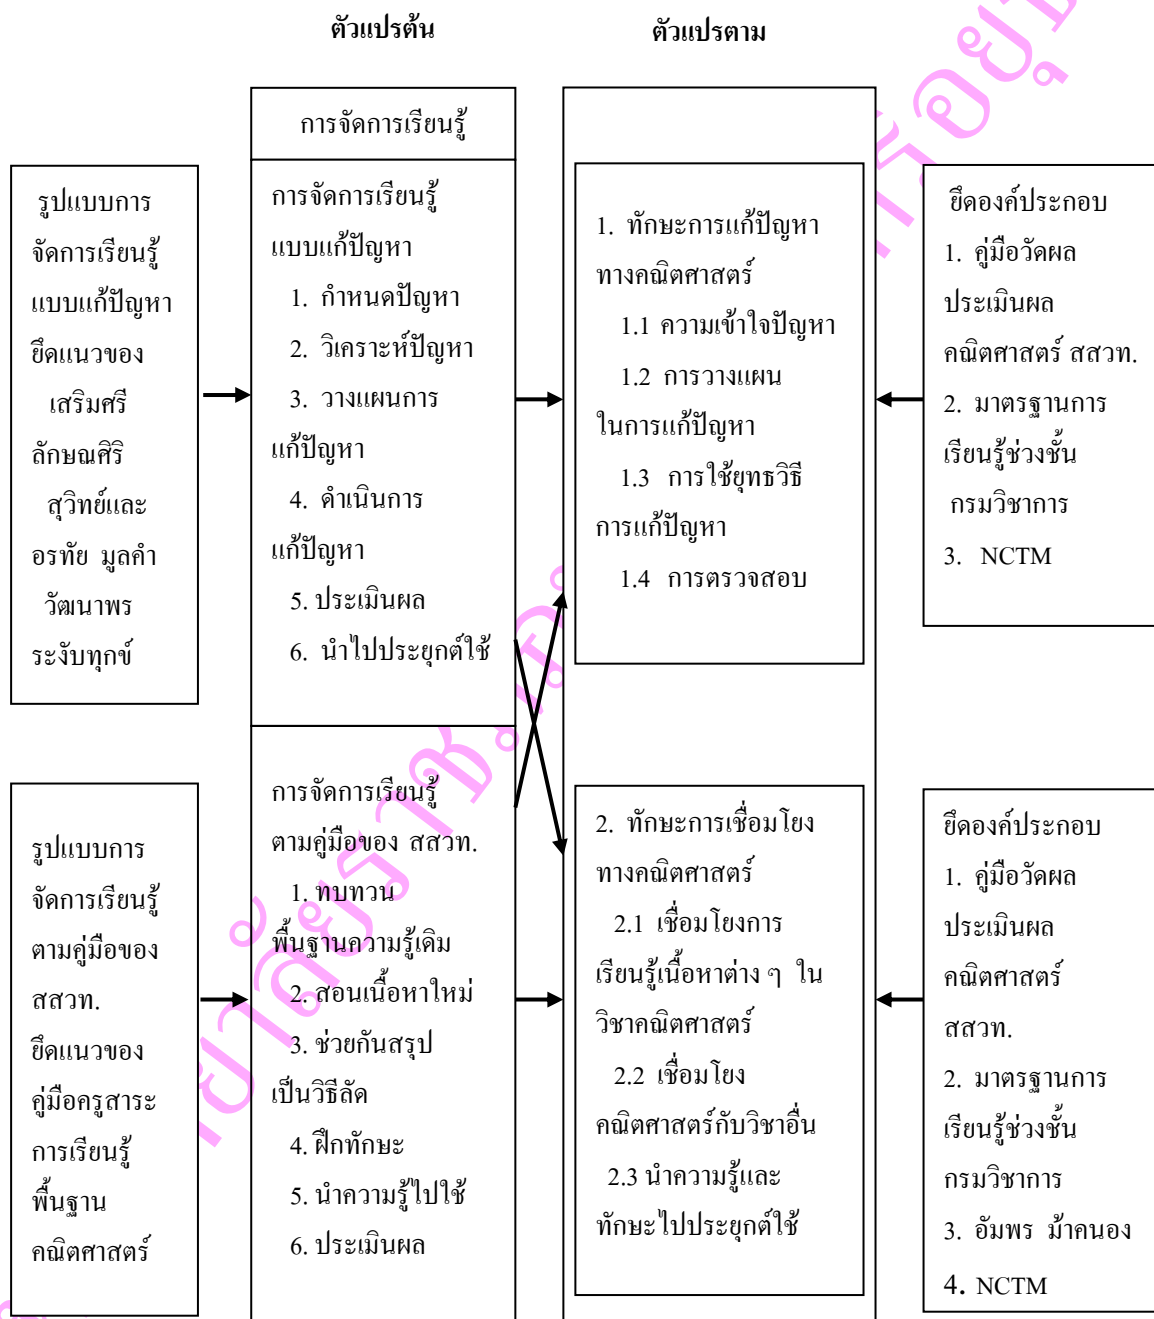 ตัวแปรต้น
ตัวแปรตาม
รูปแบบการ
จัดการเรียนรู้
แบบแก้ปัญหา
ยึดแนวของ
เสริมศรี
ลักษณศิริ
สุวิทย์และ
อรทัย มูลคำ
วัฒนาพร
ระงับทุกข์
การจัดการเรียนรู้
การจัดการเรียนรู้
แบบแก้ปัญหา
1. กำหนดปัญหา
2. วิเคราะห์ปัญหา
3. วางแผนการ
แก้ปัญหา
4. ดำเนินการ
แก้ปัญหา
5. ประเมินผล
6. นำไปประยุกต์ใช้
1. ทักษะการแก้ปัญหา
ทางคณิตศาสตร์
1.1 ความเข้าใจปัญหา
1.2 การวางแผน
ในการแก้ปัญหา
1.3 การใช้ยุทธวิธี
การแก้ปัญหา
1.4 การตรวจสอบ
ยึดองค์ประกอบ
1. คู่มือวัดผล
ประเมินผล
คณิตศาสตร์ สสวท.
2. มาตรฐานการ
เรียนรู้ช่วงชั้น
กรมวิชาการ
3. NCTM
รูปแบบการ
จัดการเรียนรู้
ตามคู่มือของ
สสวท.
ยึดแนวของ
คู่มือครูสาระ
การเรียนรู้
พื้นฐาน
คณิตศาสตร์
การจัดการเรียนรู้
ตามคู่มือของ สสวท.
1. ทบทวน
พื้นฐานความรู้เดิม
2. สอนเนื้อหาใหม่
3. ช่วยกันสรุป
เป็นวิธีลัด
4. ฝึกทักษะ
5. นำความรู้ไปใช้
6. ประเมินผล
2. ทักษะการเชื่อมโยง
ทางคณิตศาสตร์
2.1 เชื่อมโยงการ
เรียนรู้เนื้อหาต่าง ๆ ใน
วิชาคณิตศาสตร์
2.2 เชื่อมโยง
คณิตศาสตร์กับวิชาอื่น
2.3 นำความรู้และ
ทักษะไปประยุกต์ใช้
ยึดองค์ประกอบ
1. คู่มือวัดผล
ประเมินผล
คณิตศาสตร์
สสวท.
2. มาตรฐานการ
เรียนรู้ช่วงชั้น
กรมวิชาการ
3. อัมพร ม้าคนอง
4. NCTM